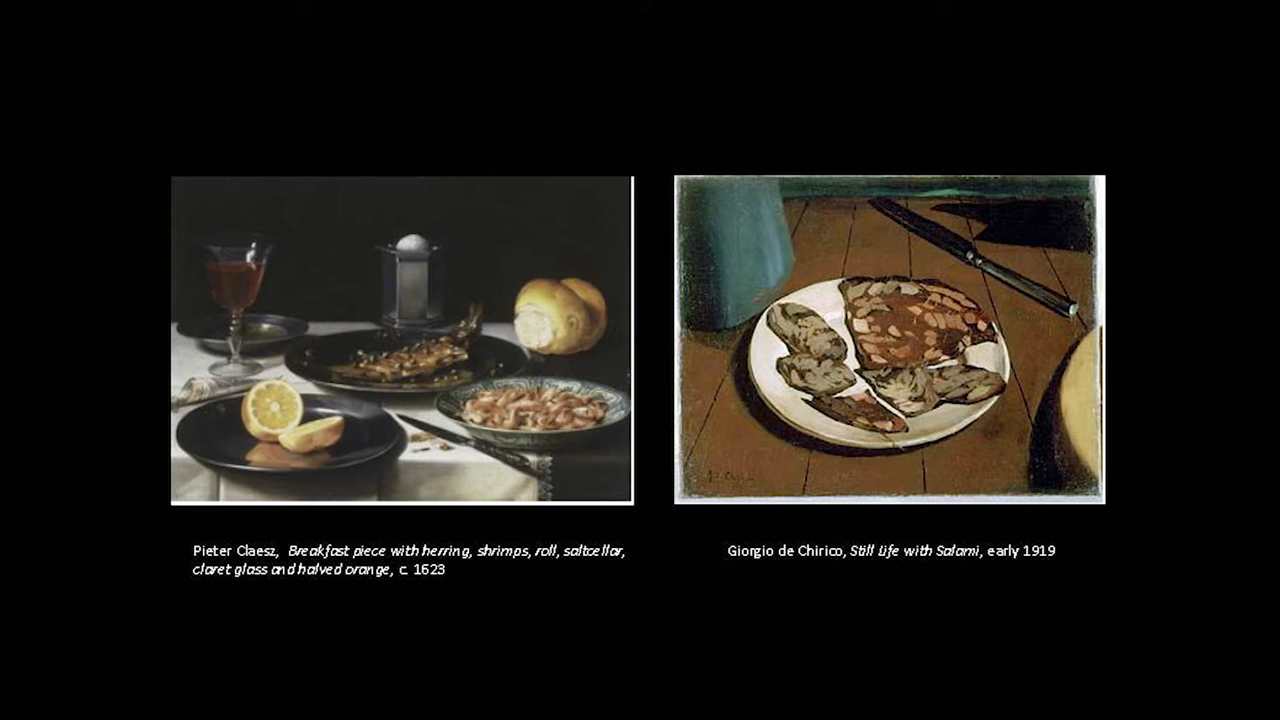 Pieter Claesz, Breakfast piece with herring, shrimps, roll, saltcellar,
claret glass and halved orange, c. 1623
Giorgio de Chirico, Still Life with Salami, early 1919